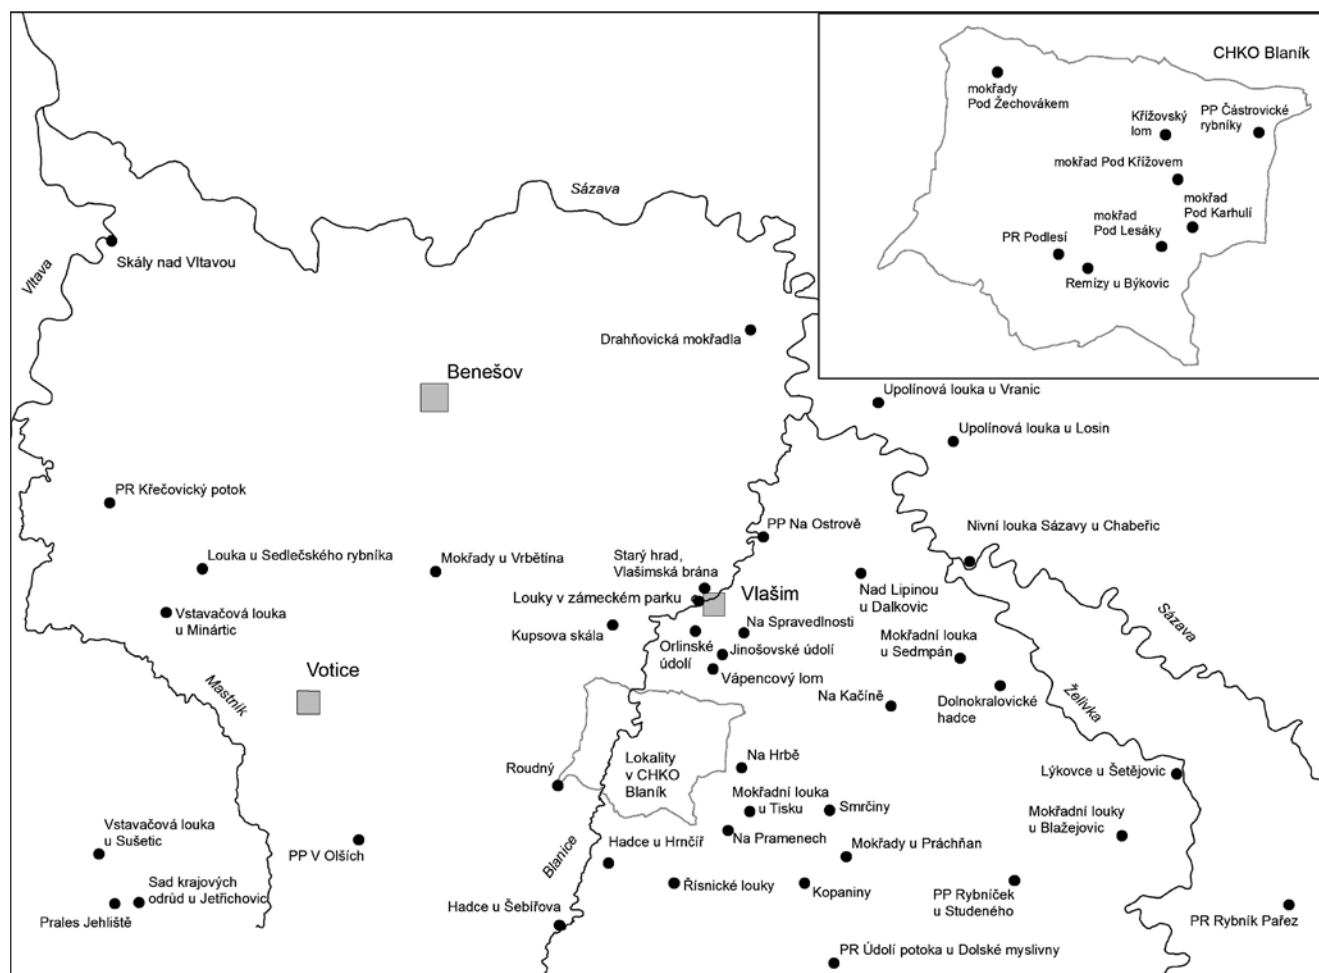 CHKO Blaník
mokřady
Pod Žechovákem
Křížovský
lom
PP Částrovické
rybníky
mokřad Pod Křížovem
mokřad
Pod Karhulí
mokřad
Pod Lesáky
PR Podlesí
Remízy u Býkovic
Sázava
Vltava
Skály nad Vltavou
Drahňovická mokřadla
Benešov
Upolínová louka u Vranic
Upolínová louka u Losin
PR Křečovický potok
PP Na Ostrově
Nivní louka Sázavy u Chabeřic
Louka u Sedlečského rybníka
Mokřady u Vrbětína
Starý hrad,
Vlašimská brána
Louky v zámeckém parku
Vlašim
Nad Lipinou
u Dalkovic
Sázava
Vstavačová louka
u Minártic
Kupsova skála
Orlinské
údolí
Na Spravedlnosti
Jinošovské údolí
Vápencový lom
Mokřadní louka
u Sedmpán
Votice
Mastník
Na Kačíně
Dolnokralovické
hadce
Želivka
Roudný
Lokality
v CHKO
Blaník
Na Hrbě
Mokřadní louka
u Tisku
Smrčiny
Lýkovce u Šetějovic
Mokřadní louky
u Blažejovic
Vstavačová louka
u Sušetic
PP V Olších
Blanice
Hadce u Hrnčíř
Na Pramenech
Mokřady u Práchňan
Sad krajových
odrůd u Jetřichovic
Prales Jehliště
Hadce u Šebířova
Řísnické louky
Kopaniny
PP Rybníček
u Studeného
PR Rybník Pařez
PR Údolí potoka u Dolské myslivny